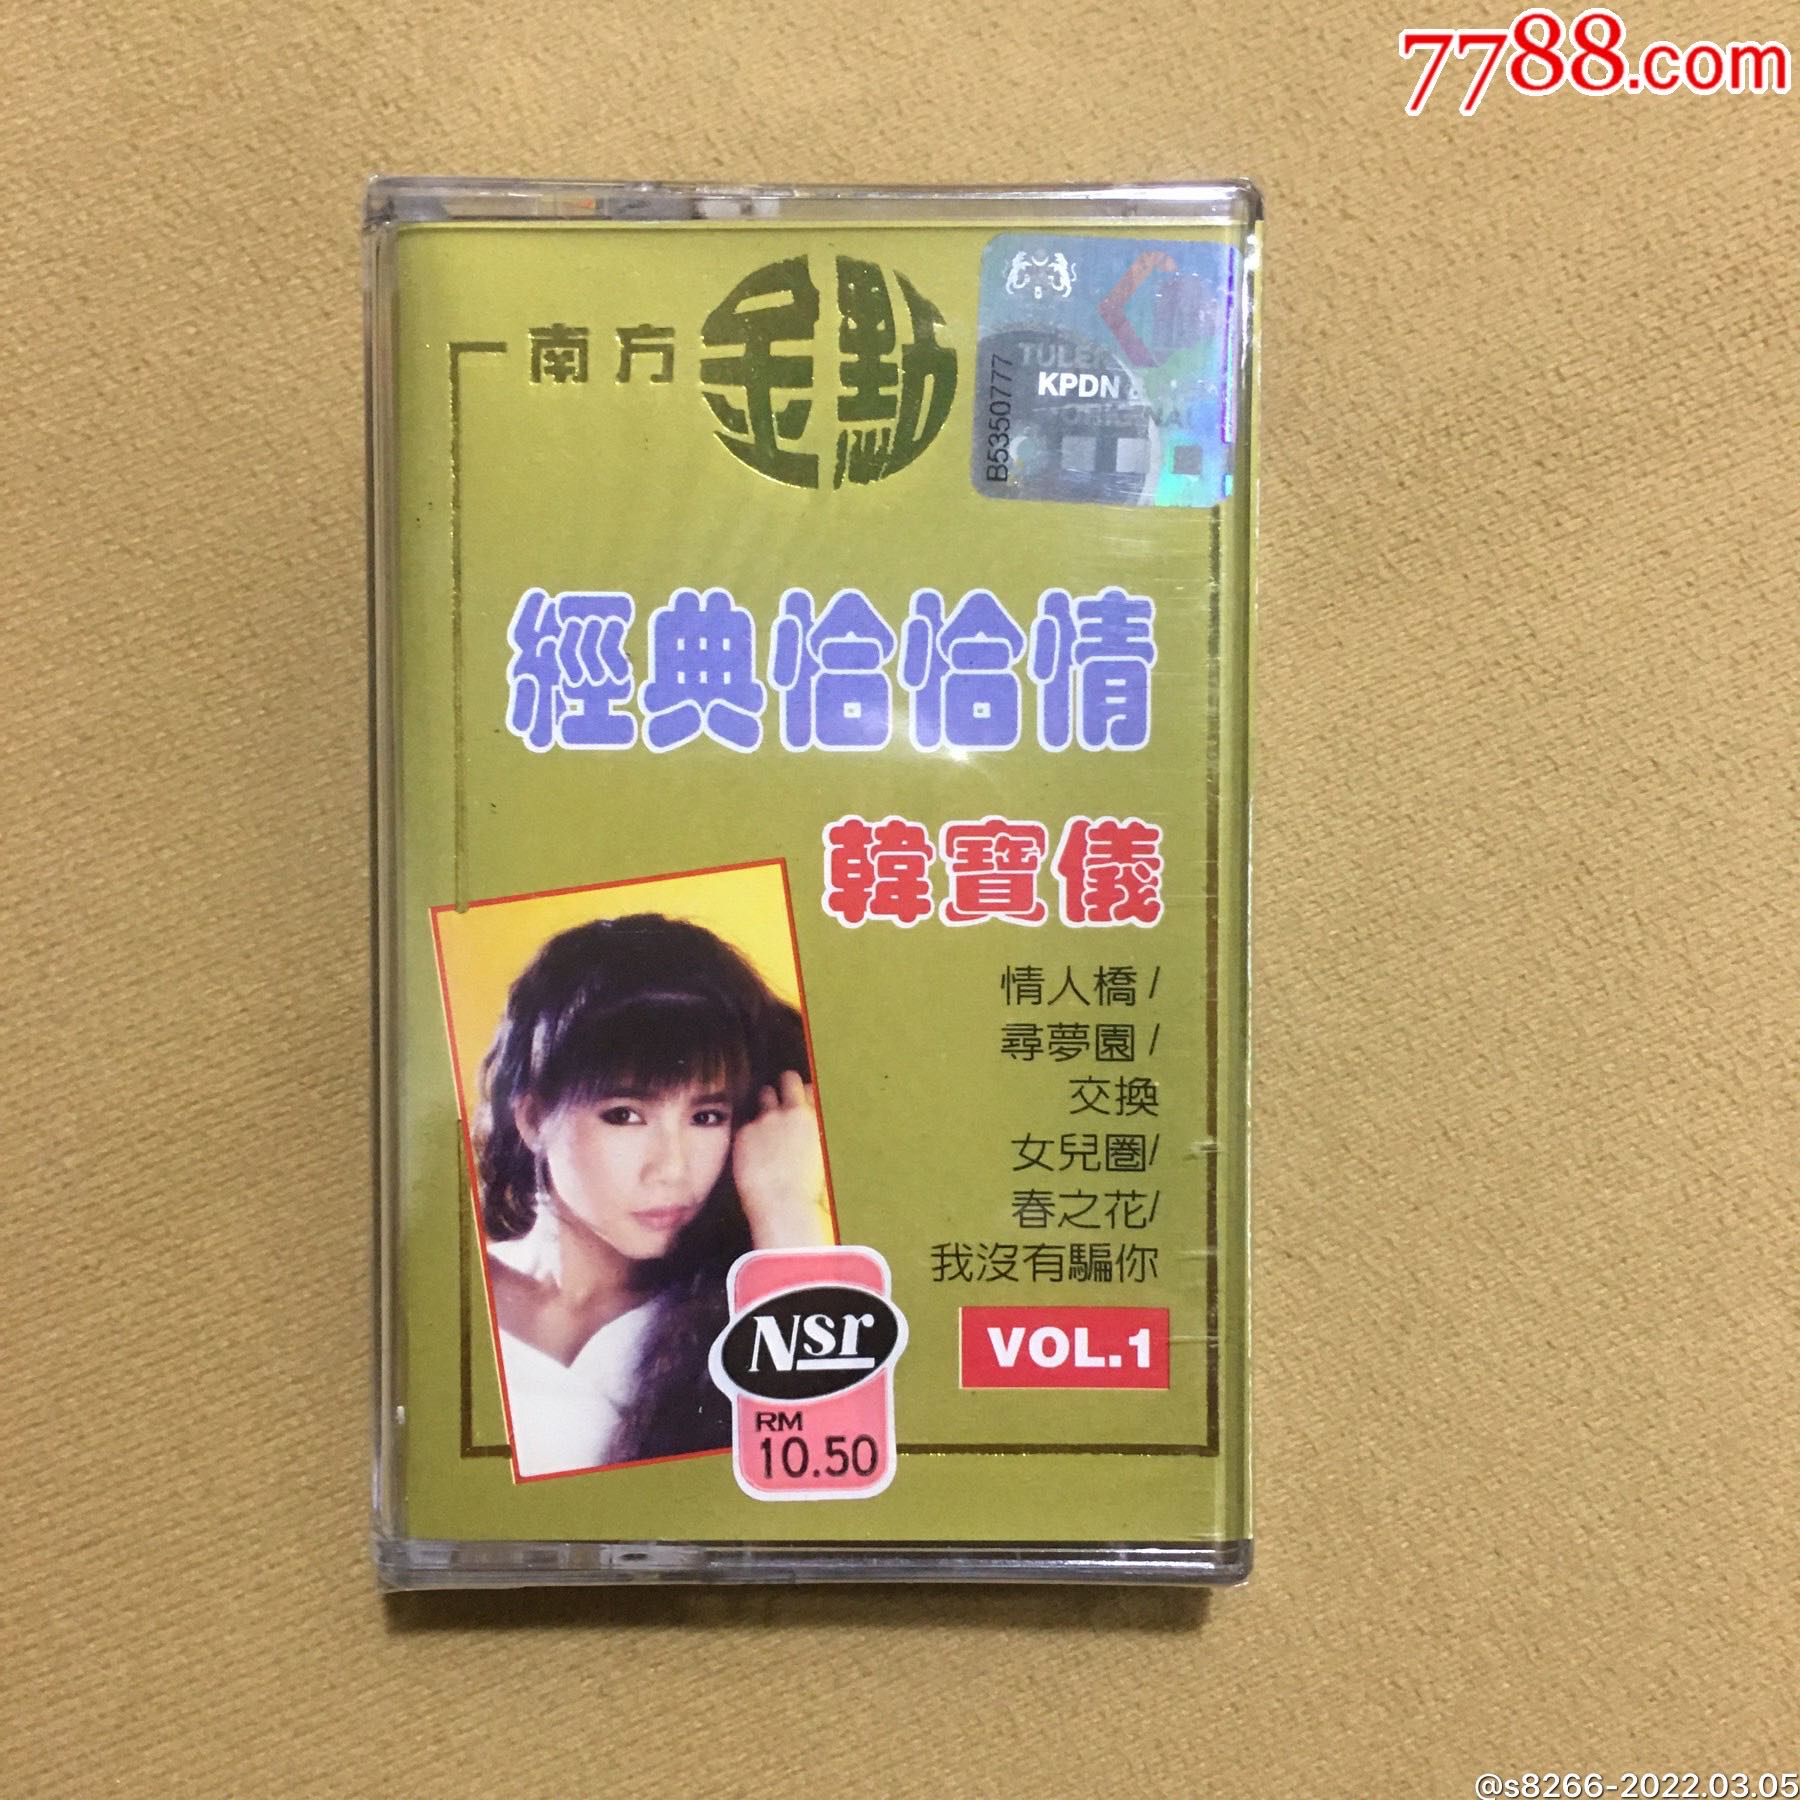 7788.com
南方
金點
B5350777
KPDN
經典恰恰情
韓寶儀
情人橋/
尋夢園/
交換
女兒圈/
春之花/
我沒有騙你
VOL.1
Nsr
RM
10.50
@s8266-2022.03.05